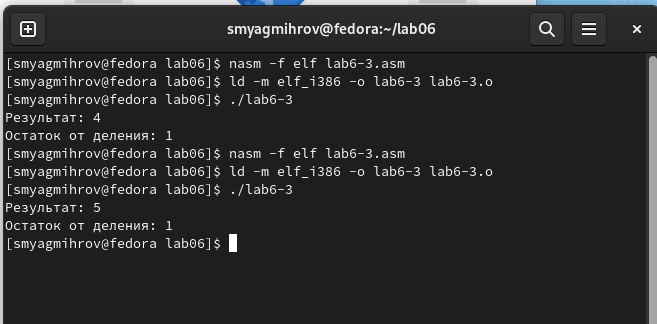 smyagmihrov@fedora:~/lab06
[smyagmihrov@fedora lab06]$ nasm -f elf lab6-3.asm
[smyagmihrov@fedora lab06]$ ld -m elf_i386 -o lab6-3 lab6-3.o
[smyagmihrov@fedora lab06]$ ./lab6-3
Результат: 4
Остаток от деления: 1
[smyagmihrov@fedora lab06]$ nasm -f elf lab6-3.asm
[smyagmihrov@fedora lab06]$ ld -m elf_i386 -o lab6-3 lab6-3.o
[smyagmihrov@fedora lab06]$ ./lab6-3
Результат: 5
Остаток от деления: 1
[smyagmihrov@fedora lab06]$